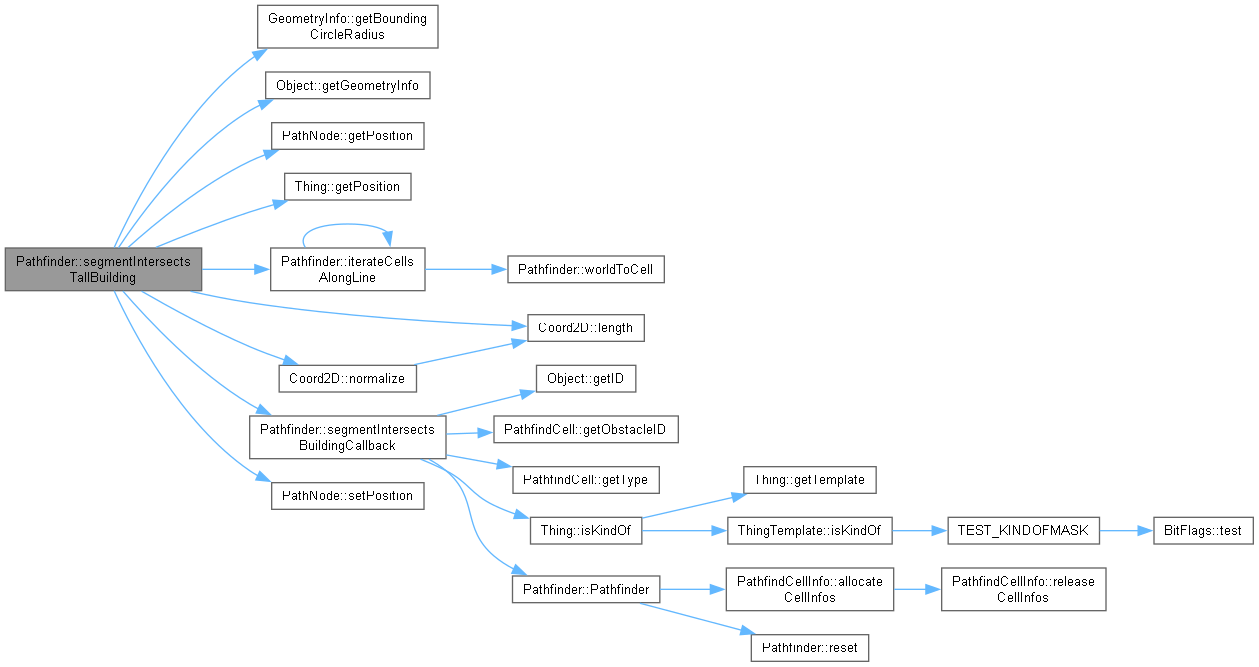 GeometryInfo::getBounding
CircleRadius
Object::getGeometryInfo
PathNode::getPosition
Thing::getPosition
Pathfinder::segmentIntersects
TallBuilding
Pathfinder::iterateCells
AlongLine
Pathfinder::worldToCell
Coord2D::length
Coord2D::normalize
Object::getID
Pathfinder::segmentIntersects
BuildingCallback
PathfindCell::getObstacleID
PathfindCell::getType
Thing::getTemplate
PathNode::setPosition
Thing::isKindOf
ThingTemplate::isKindOf
TEST_KINDOFMASK
BitFlags::test
Pathfinder::Pathfinder
PathfindCellInfo::allocate
CellInfos
PathfindCellInfo::release
CellInfos
Pathfinder::reset